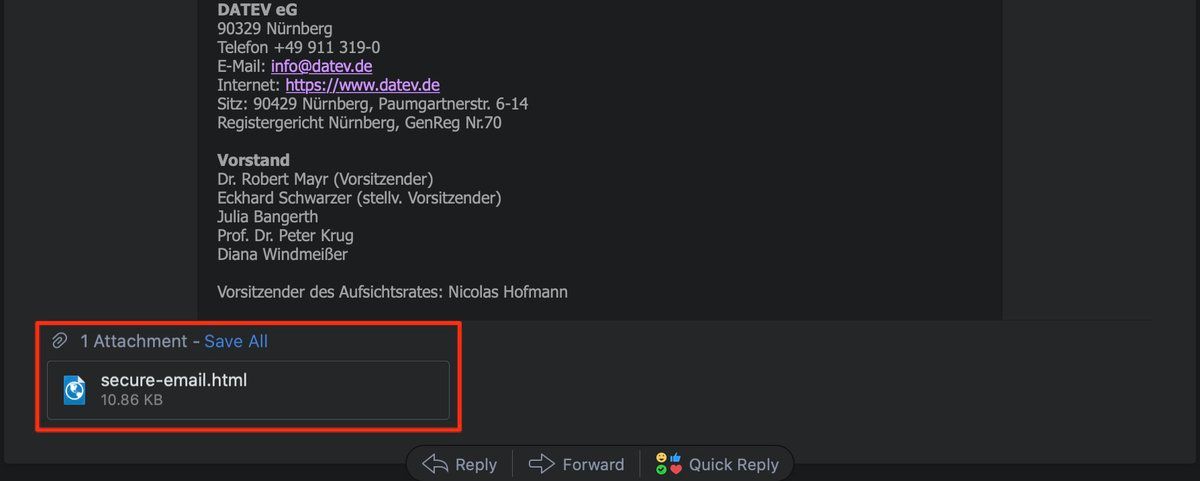 DATEV eG
90329 Nürnberg
Telefon +49 911 319-0
E-Mail: info@datev.de
Internet: https://www.datev.de
Sitz: 90429 Nürnberg, Paumgartnerstr. 6-14
Registergericht Nürnberg, GenReg Nr.70
Vorstand
Dr. Robert Mayr (Vorsitzender)
Eckhard Schwarzer (stellv. Vorsitzender)
Julia Bangerth
Prof. Dr. Peter Krug
Diana Windmeißer
Vorsitzender des Aufsichtsrates: Nicolas Hofmann
1 Attachment - Save All
secure-email.html
10.86 KB
Reply Forward Quick Reply